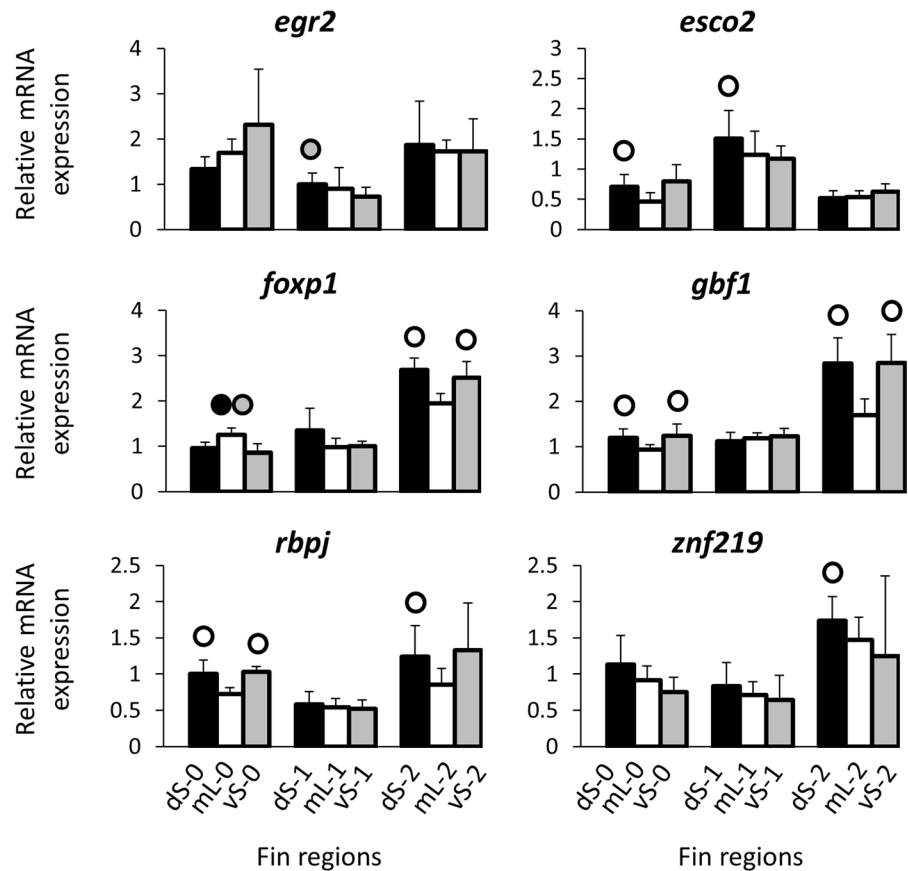 egr2
esco2
Relative mRNA
expression
4
3
2
1
0
3
2.5
2
1.5
1
0.5
0
foxp1
gbf1
Relative mRNA
expression
4
3
2
1
0
4
3
2
1
0
rbpj
znf219
Relative mRNA
expression
2.5
2
1.5
1
0.5
0
2.5
2
1.5
1
0.5
0
dS-0
mL-0
vS-0
dS-1
mL-1
vS-1
dS-2
mL-2
vS-2
dS-0
mL-0
vS-0
dS-1
mL-1
vS-1
dS-2
mL-2
vS-2
Fin regions
Fin regions